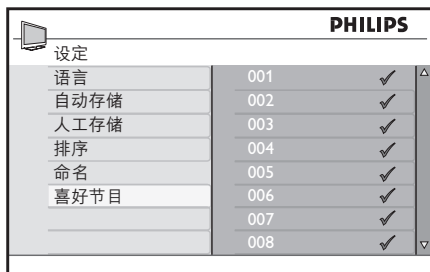 PHILIPS
设定
语言 001 ✓
自动存储 002 ✓
人工存储 003 ✓
排序 004 ✓
命名 005 ✓
喜好节目 006 ✓
007 ✓
008 ✓